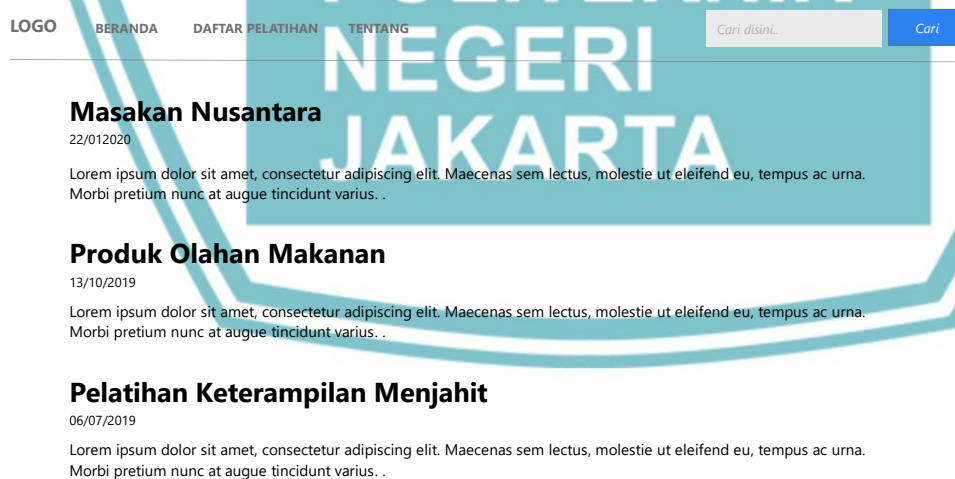 POLITEKNIK
NEGERI
JAKARTA
LOGO BERANDA DAFTAR PELATIHAN TENTANG Cari disini.. Cari
Masakan Nusantara
22/012020
Lorem ipsum dolor sit amet, consectetur adipiscing elit. Maecenas sem lectus, molestie ut eleifend eu, tempus ac urna.
Morbi pretium nunc at augue tincidunt varius. .
Produk Olahan Makanan
13/10/2019
Lorem ipsum dolor sit amet, consectetur adipiscing elit. Maecenas sem lectus, molestie ut eleifend eu, tempus ac urna.
Morbi pretium nunc at augue tincidunt varius. .
Pelatihan Keterampilan Menjahit
06/07/2019
Lorem ipsum dolor sit amet, consectetur adipiscing elit. Maecenas sem lectus, molestie ut eleifend eu, tempus ac urna.
Morbi pretium nunc at augue tincidunt varius. .